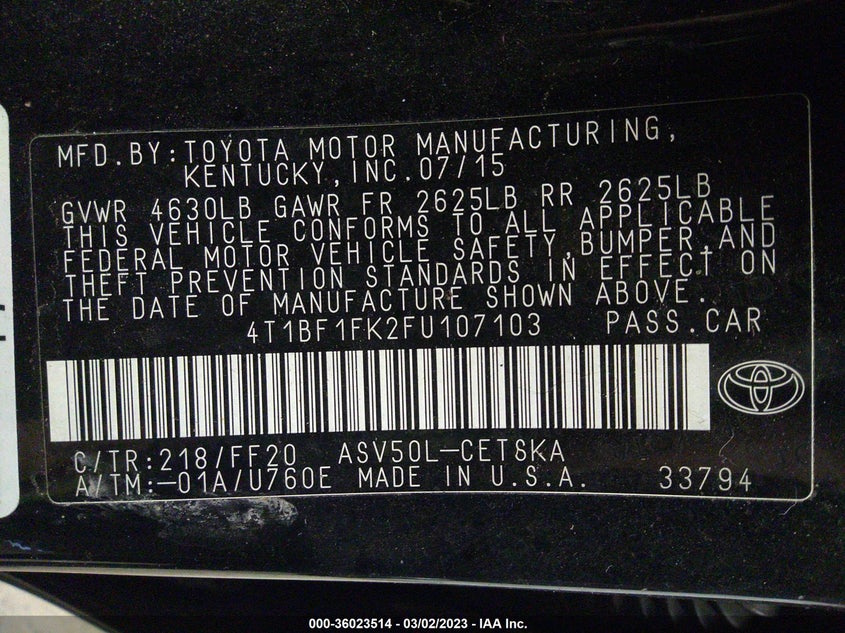 MFD.BY:TOYOTA MOTOR MANUFACTURING,
KENTUCKY,INC.07/15
GVWR 4630LB GAWR FR 2625LB RR 2625LB
THIS VEHICLE CONFORMS TO ALL APPLICABLE
FEDERAL MOTOR VEHICLE SAFETY,BUMPER,AND
THEFT PREVENTION STANDARDS IN EFFECT ON
THE DATE OF MANUFACTURE SHOWN ABOVE.
4T1BF1FK2FU107103 PASS.CAR
C/TR:218/FF20 ASV50L-CETSKA
A/TM:-01A/U760E MADE IN U.S.A. 33794
000-36023514 - 03/02/2023 - IAA Inc.